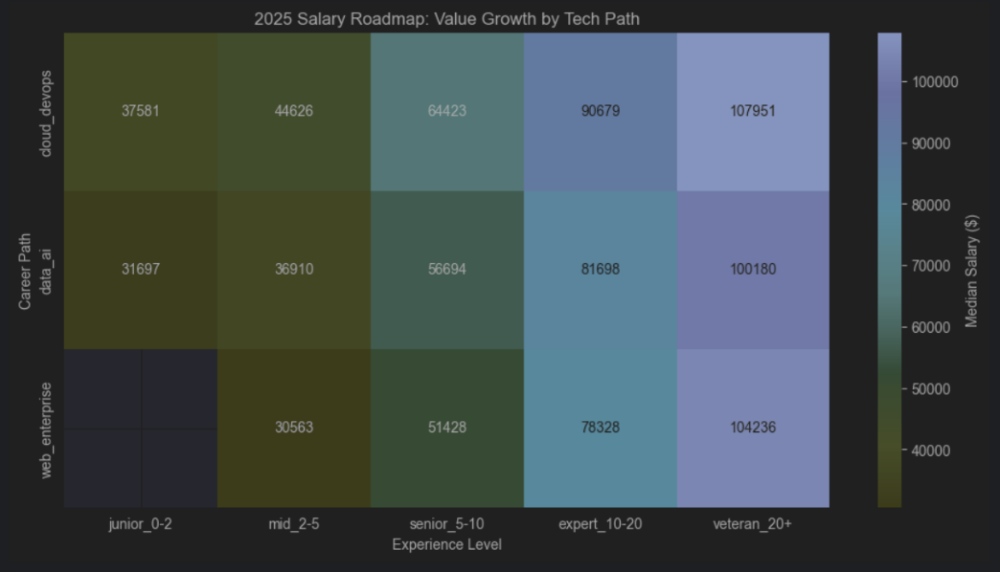 2025 Salary Roadmap: Value Growth by Tech Path
Career Path
cloud_devops
37581 44626 64423 90679 107951
data_ai
31697 36910 56694 81698 100180
web_enterprise
30563 51428 78328 104236
junior_0-2 mid_2-5 senior_5-10 expert_10-20 veteran_20+
Experience Level
100000
90000
80000
70000
60000
50000
40000
Median Salary ($)